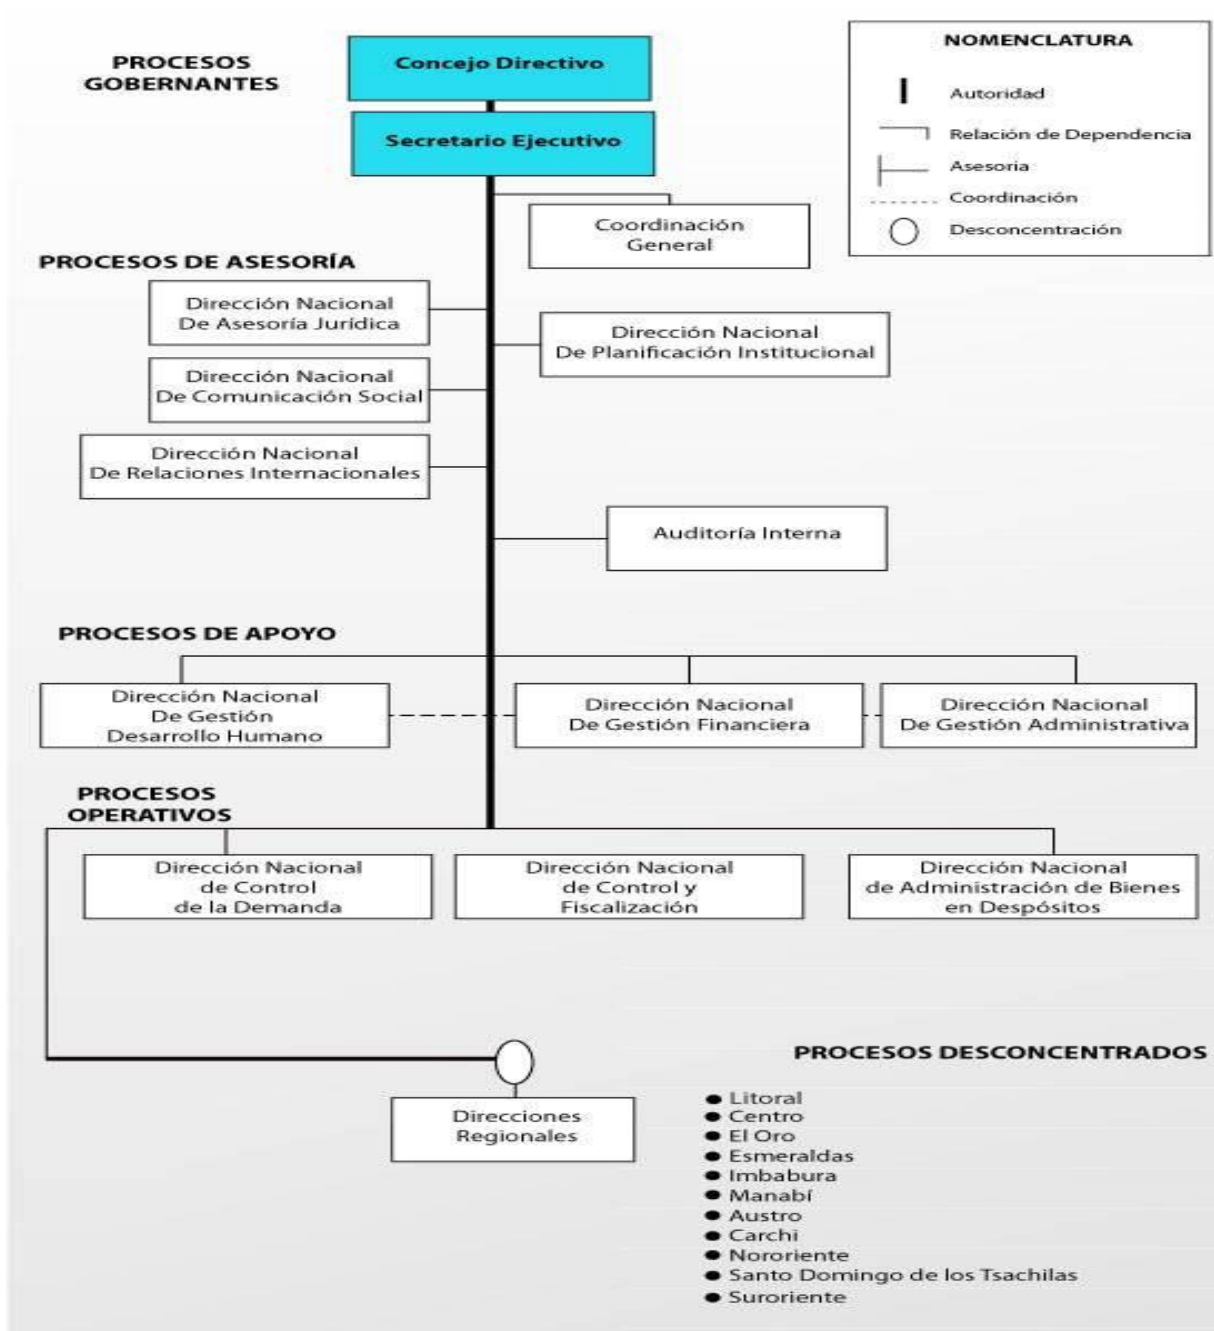 PROCESOS
GOBERNANTES
Concejo Directivo
Secretario Ejecutivo
NOMENCLATURA
Autoridad
Relación de Dependencia
Asesoria
Coordinación
Desconcentración
Coordinación
General
PROCESOS DE ASESORÍA
Dirección Nacional
De Asesoría Jurídica
Dirección Nacional
De Planificación Institucional
Dirección Nacional
De Comunicación Social
Dirección Nacional
De Relaciones Internacionales
Auditoría Interna
PROCESOS DE APOYO
Dirección Nacional
De Gestión
Desarrollo Humano
Dirección Nacional
De Gestión Financiera
Dirección Nacional
De Gestión Administrativa
PROCESOS
OPERATIVOS
Dirección Nacional
de Control
de la Demanda
Dirección Nacional
de Control y
Fiscalización
Dirección Nacional
de Administración de Bienes
en Despósitos
Direcciones
Regionales
PROCESOS DESCONCENTRADOS
● Litoral
● Centro
● El Oro
● Esmeraldas
● Imbabura
● Manabí
● Austro
● Carchi
● Nororiente
● Santo Domingo de los Tsachilas
● Suroriente